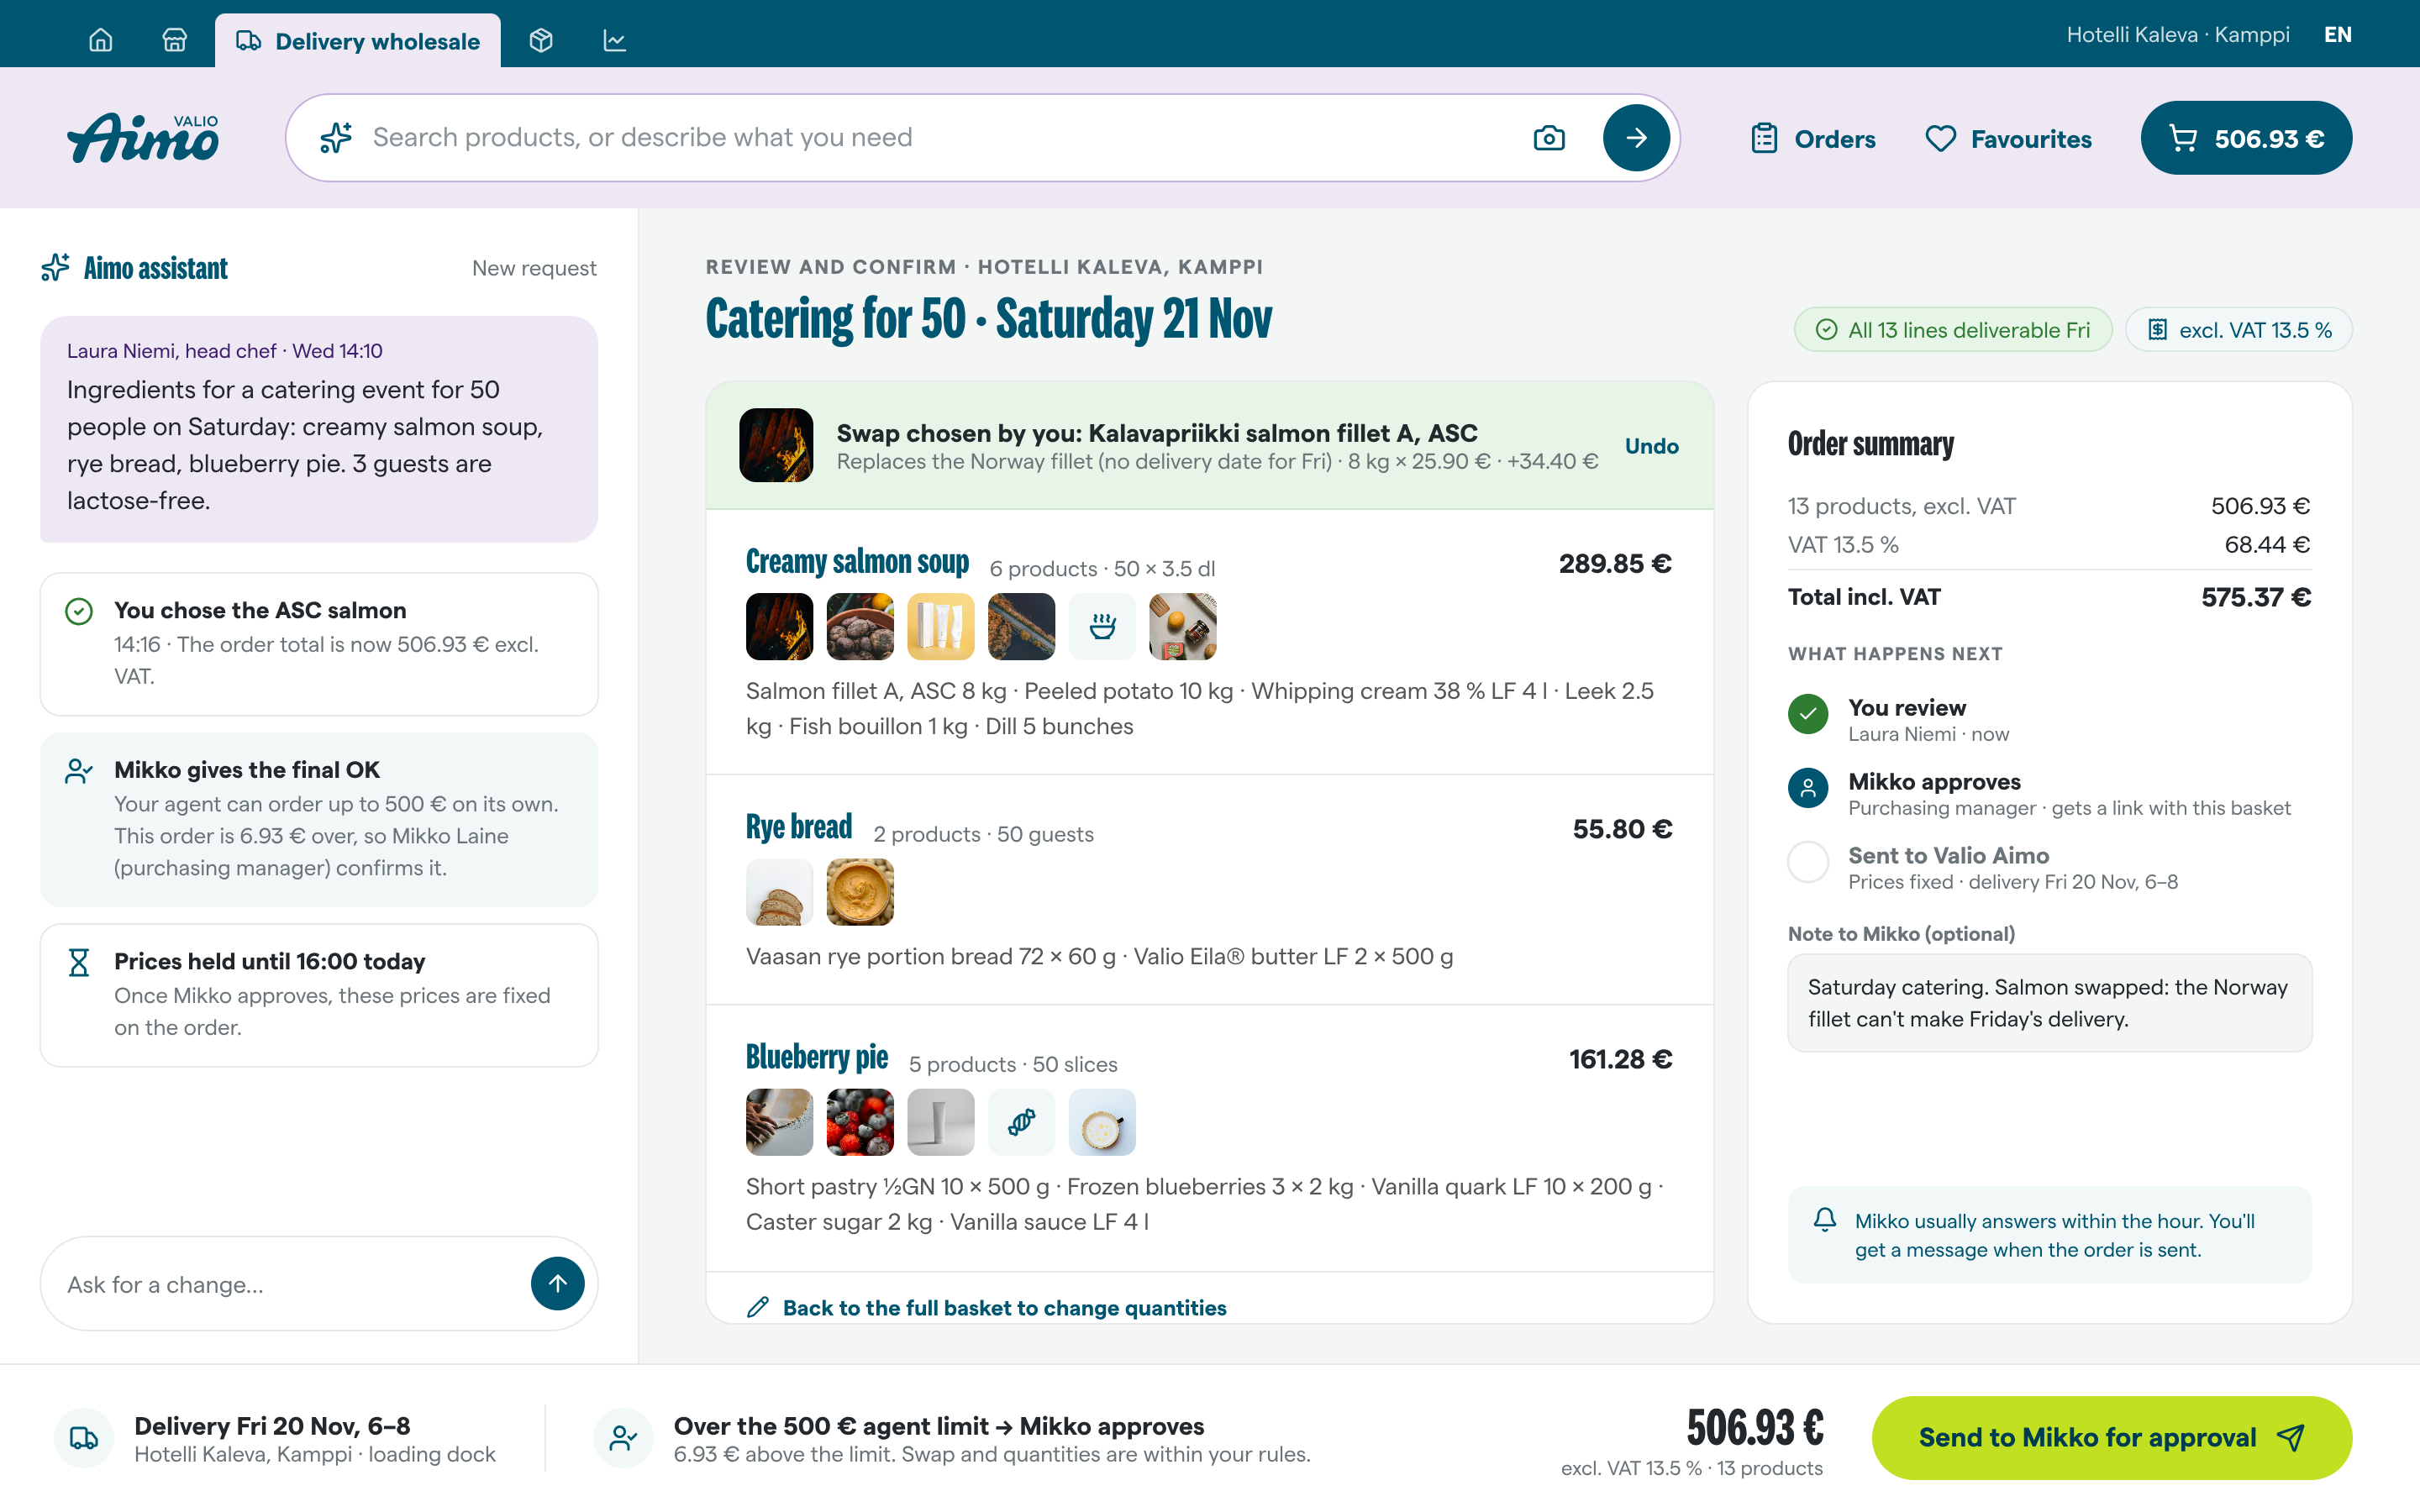 Delivery wholesale
Hotelli Kaleva · Kamppi
EN
VALIO
Aimo
Search products, or describe what you need
Orders
Favourites
506.93 €
Aimo assistant
New request
Laura Niemi, head chef · Wed 14:10
Ingredients for a catering event for 50
people on Saturday: creamy salmon soup,
rye bread, blueberry pie. 3 guests are
lactose-free.
You chose the ASC salmon
14:16 · The order total is now 506.93 € excl.
VAT.
Mikko gives the final OK
Your agent can order up to 500 € on its own.
This order is 6.93 € over, so Mikko Laine
(purchasing manager) confirms it.
Prices held until 16:00 today
Once Mikko approves, these prices are fixed
on the order.
Ask for a change...
REVIEW AND CONFIRM · HOTELLI KALEVA, KAMPPI
Catering for 50 · Saturday 21 Nov
All 13 lines deliverable Fri
excl. VAT 13.5 %
Swap chosen by you: Kalavapriikki salmon fillet A, ASC
Replaces the Norway fillet (no delivery date for Fri) · 8 kg × 25.90 € · +34.40 €
Undo
Creamy salmon soup
6 products · 50 × 3.5 dl
289.85 €
Salmon fillet A, ASC 8 kg · Peeled potato 10 kg · Whipping cream 38 % LF 4 l · Leek 2.5
kg · Fish bouillon 1 kg · Dill 5 bunches
Rye bread
2 products · 50 guests
55.80 €
Vaasan rye portion bread 72 × 60 g · Valio Eila® butter LF 2 × 500 g
Blueberry pie
5 products · 50 slices
161.28 €
Short pastry ½GN 10 × 500 g · Frozen blueberries 3 × 2 kg · Vanilla quark LF 10 × 200 g ·
Caster sugar 2 kg · Vanilla sauce LF 4 l
Back to the full basket to change quantities
Order summary
13 products, excl. VAT
506.93 €
VAT 13.5 %
68.44 €
Total incl. VAT
575.37 €
WHAT HAPPENS NEXT
You review
Laura Niemi · now
Mikko approves
Purchasing manager · gets a link with this basket
Sent to Valio Aimo
Prices fixed · delivery Fri 20 Nov, 6–8
Note to Mikko (optional)
Saturday catering. Salmon swapped: the Norway
fillet can't make Friday's delivery.
Mikko usually answers within the hour. You'll
get a message when the order is sent.
Delivery Fri 20 Nov, 6–8
Hotelli Kaleva, Kamppi · loading dock
Over the 500 € agent limit → Mikko approves
6.93 € above the limit. Swap and quantities are within your rules.
506.93 €
excl. VAT 13.5 % · 13 products
Send to Mikko for approval